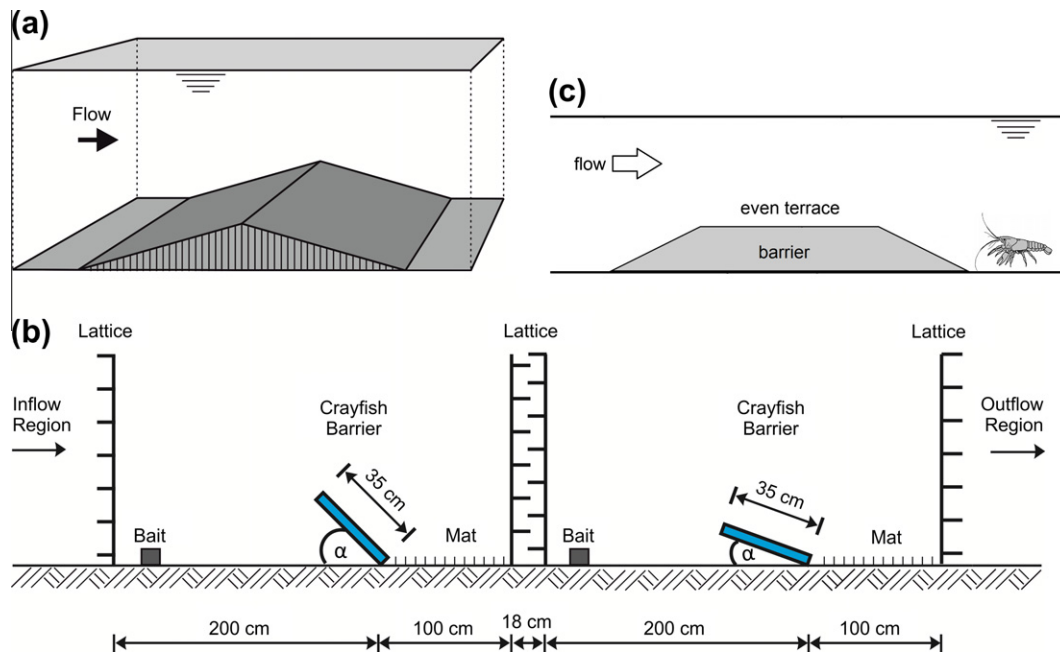 (a)
Flow
(c)
flow
even terrace
barrier
(b)
Lattice
Lattice
Lattice
Inflow
Region
Crayfish
Barrier
35 cm
Bait
α
Mat
Crayfish
Barrier
35 cm
Bait
α
Mat
Outflow
Region
200 cm
100 cm
18 cm
200 cm
100 cm